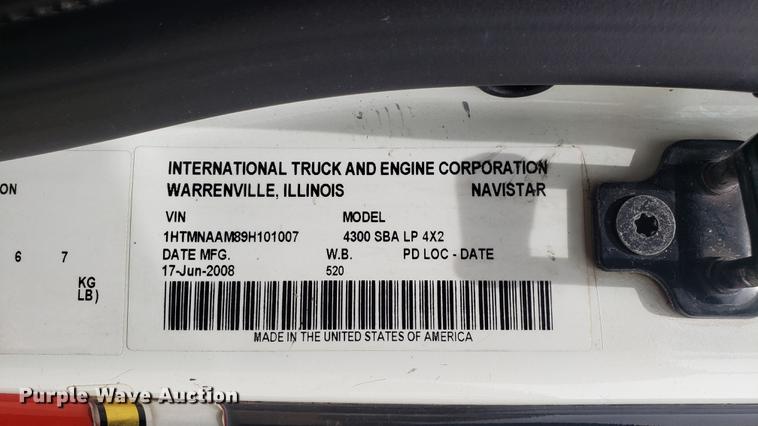 ON
6 7
KG
LB)
INTERNATIONAL TRUCK AND ENGINE CORPORATION
WARRENVILLE, ILLINOIS NAVISTAR
VIN MODEL
1HTMNAAM89H101007 4300 SBA LP 4X2
DATE MFG. W.B. PD LOC - DATE
17-Jun-2008 520
MADE IN THE UNITED STATES OF AMERICA
Purple Wave Auction